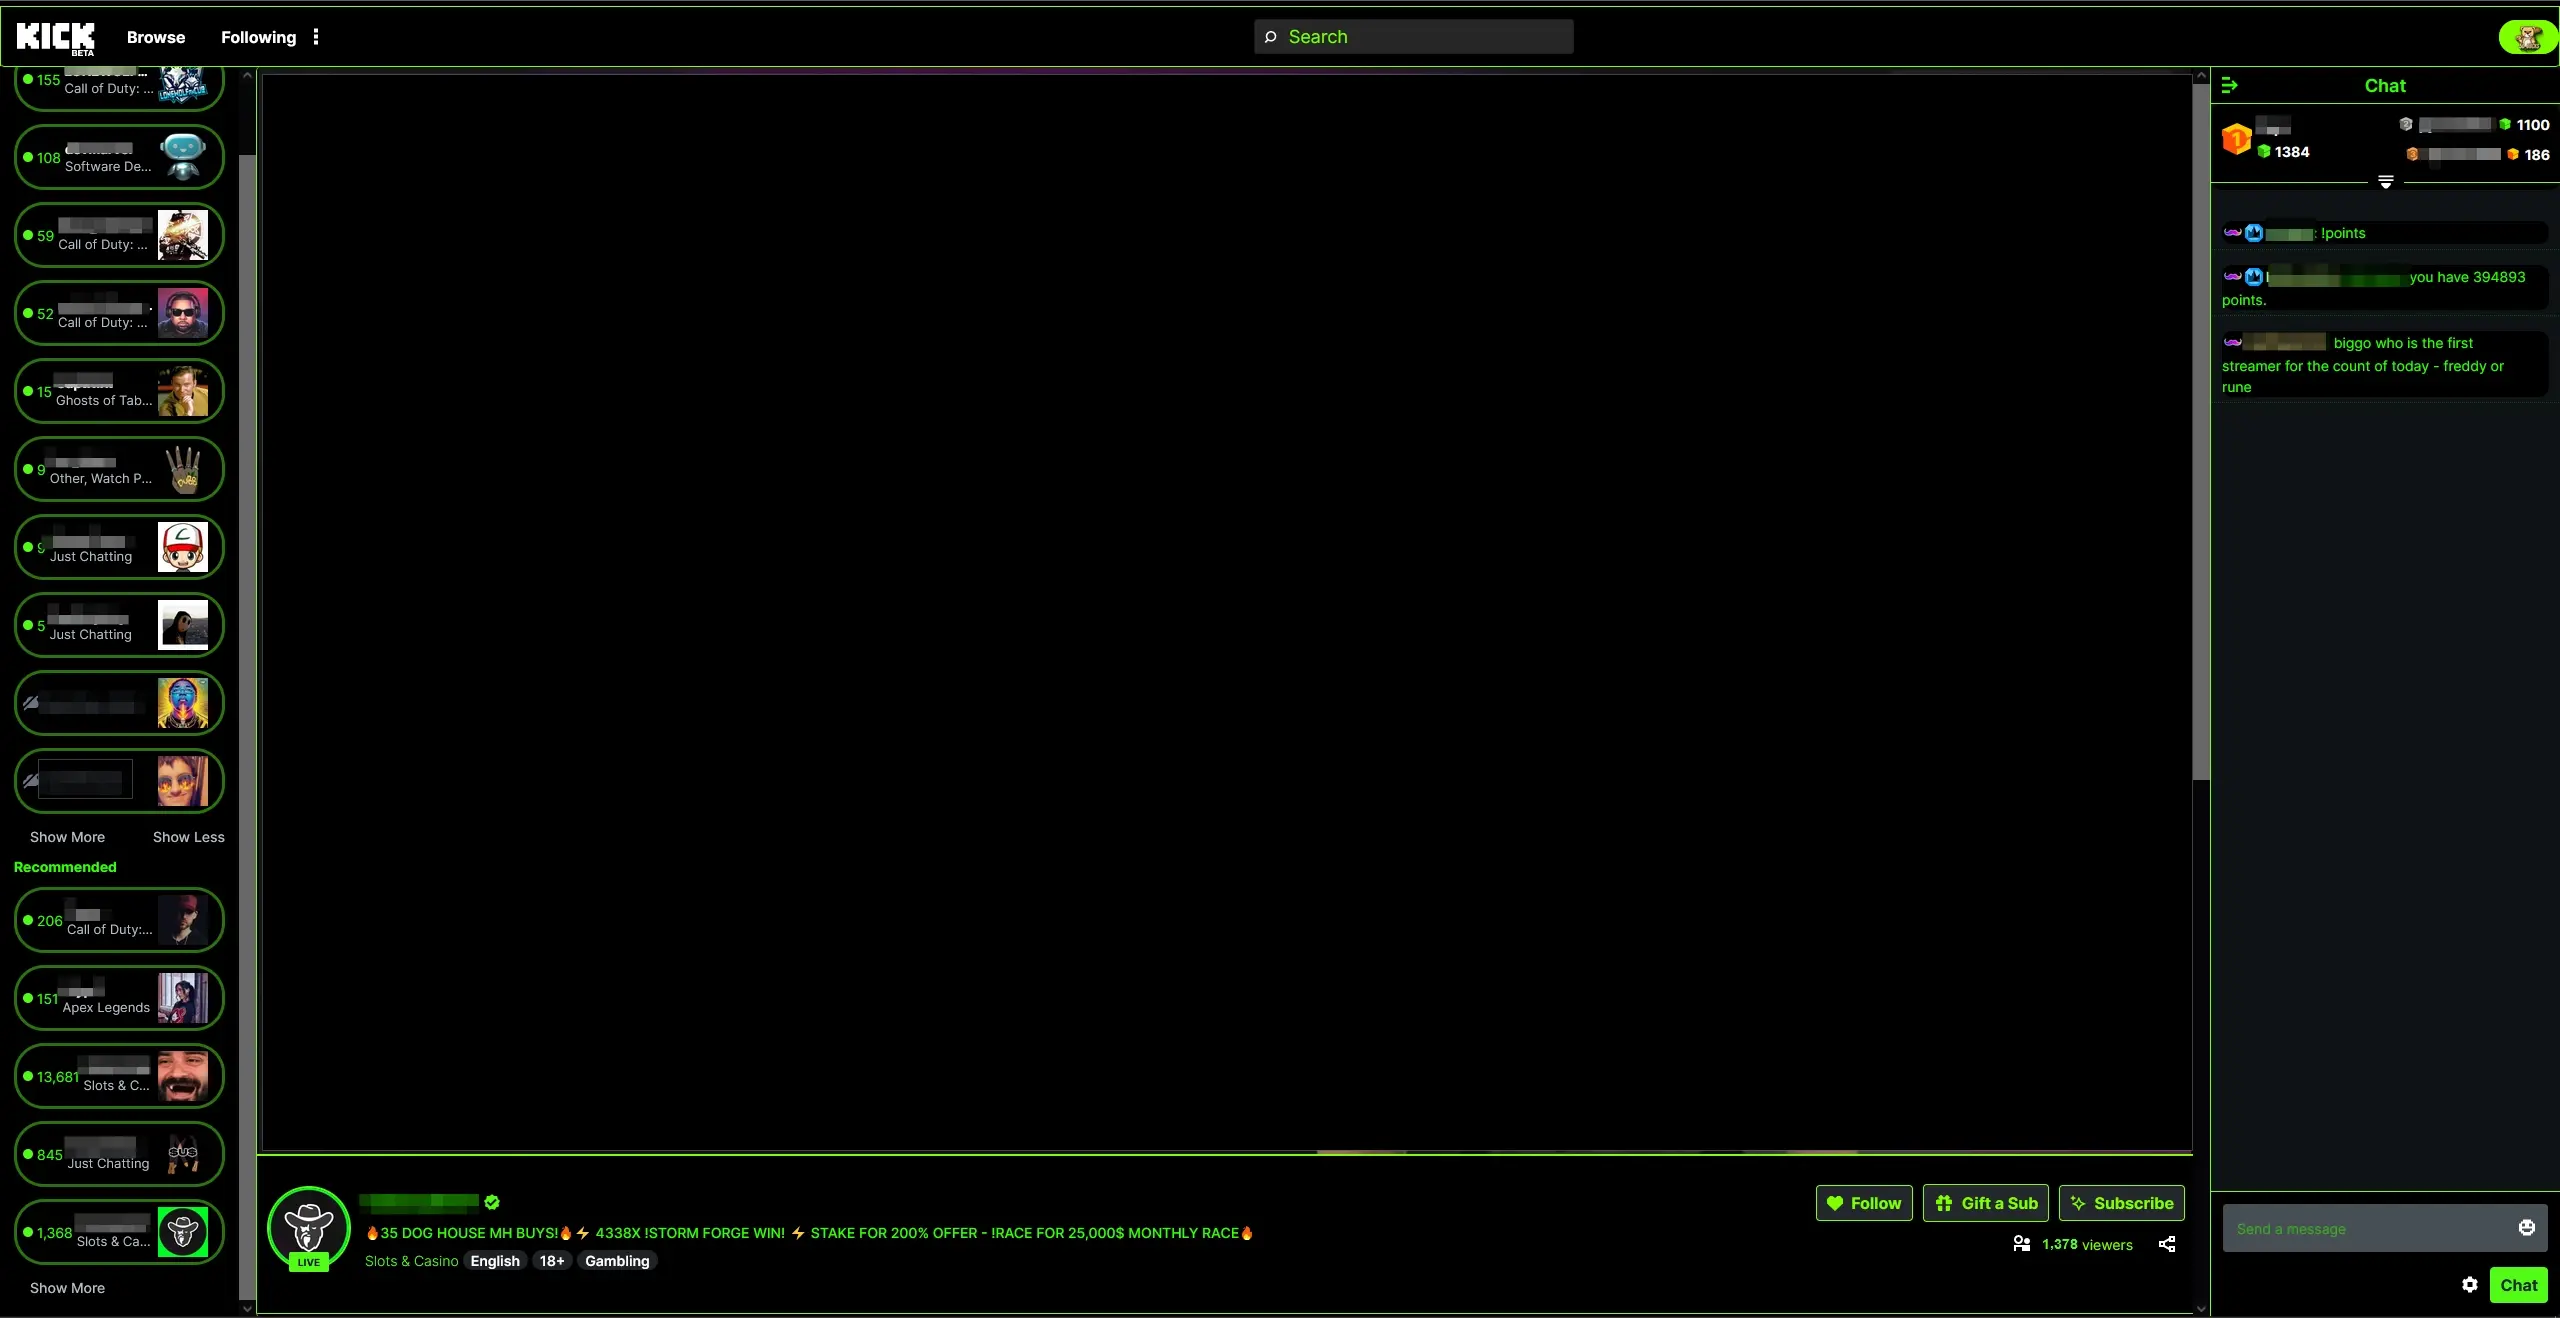 KICK
BETA
Browse
Following
Search
155
Call of Duty: ...
108
Software De...
59
Call of Duty: ...
52
Call of Duty: ...
15
Ghosts of Tab...
9
Other, Watch P...
9
Just Chatting
5
Just Chatting
Show More
Show Less
Recommended
206
Call of Duty:...
151
Apex Legends
13,681
Slots & C...
845
Just Chatting
SUS
1,368
Slots & Ca...
Show More
LIVE
🔥35 DOG HOUSE MH BUYS!🔥⚡ 4338X !STORM FORGE WIN! ⚡ STAKE FOR 200% OFFER - !RACE FOR 25,000$ MONTHLY RACE🔥
Slots & Casino English 18+ Gambling
Follow
Gift a Sub
Subscribe
1,378 viewers
Chat
1
1384
2
1100
3
186
: !points
you have 394893
points.
biggo who is the first
streamer for the count of today - freddy or
rune
Send a message
Chat